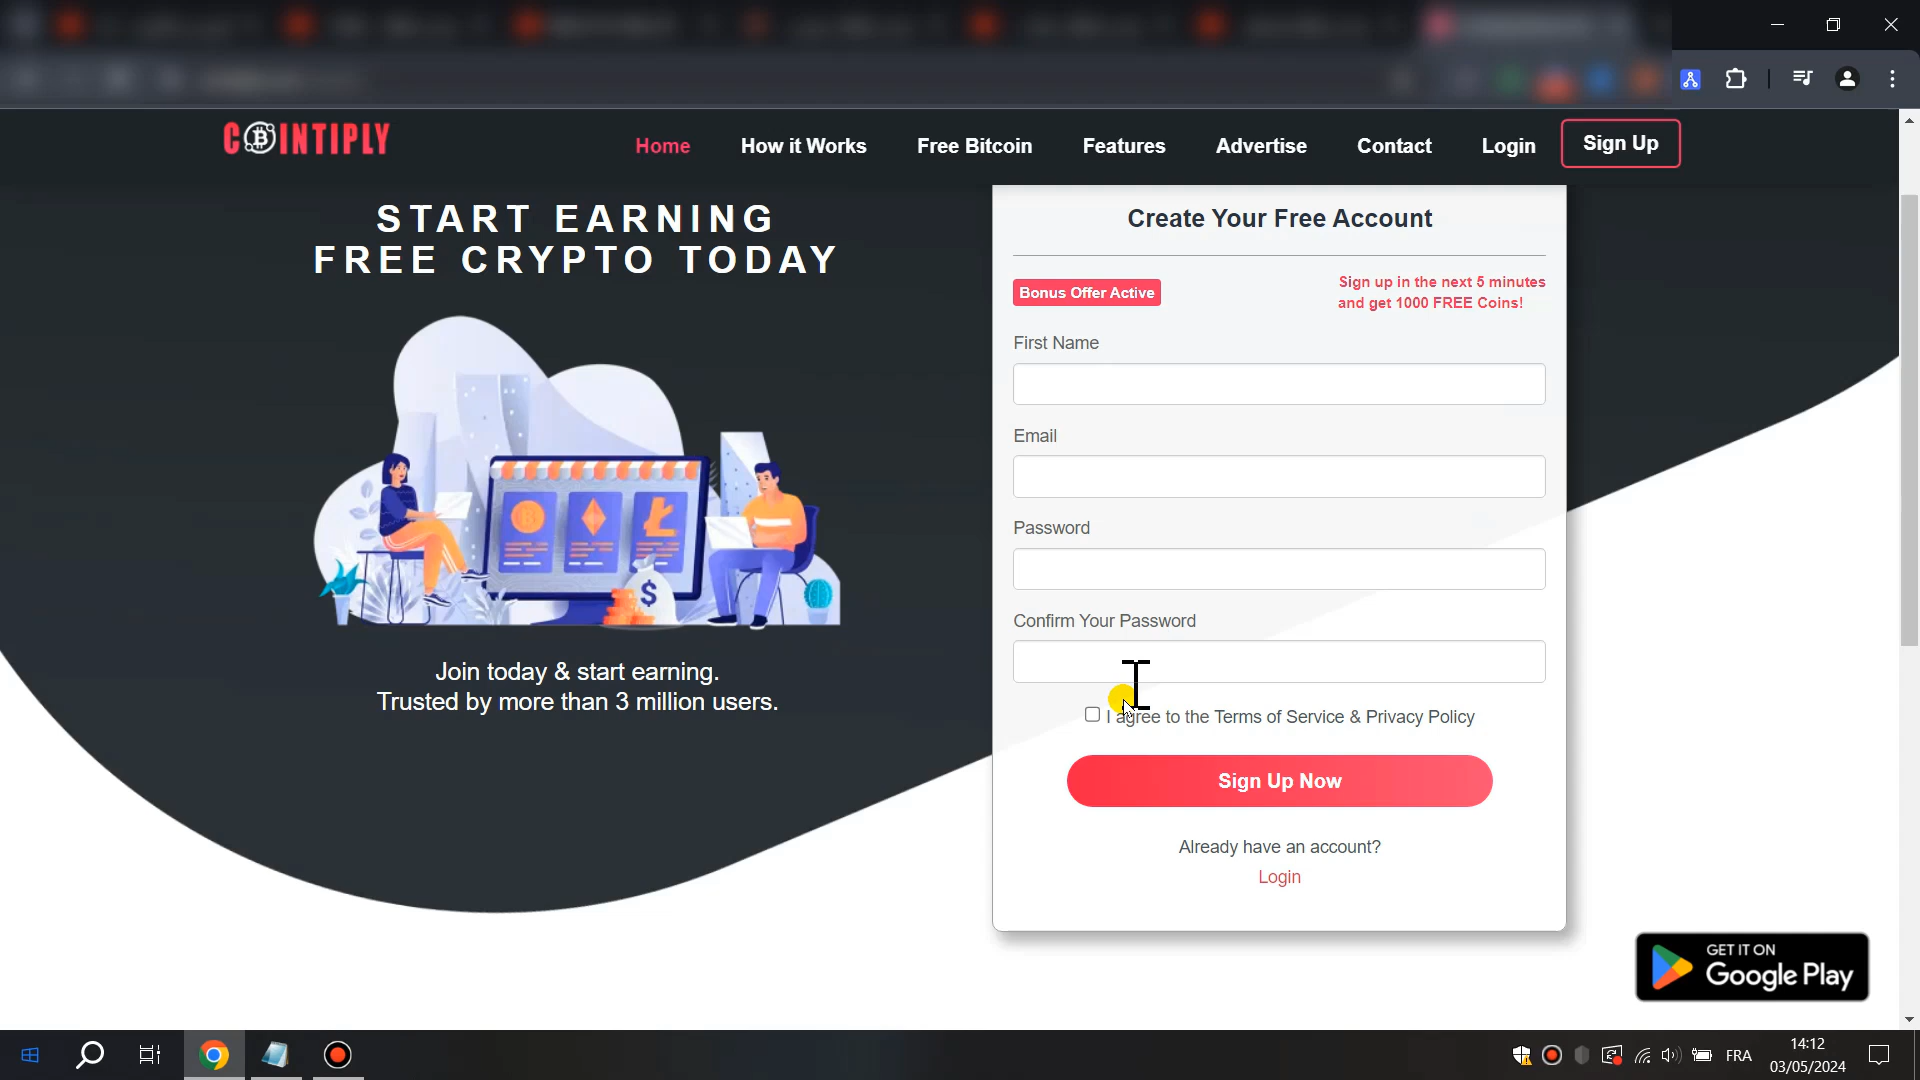 COINTIPLY
Home
How it Works
Free Bitcoin
Features
Advertise
Contact
Login
Sign Up
START EARNING
FREE CRYPTO TODAY
$
Join today & start earning.
Trusted by more than 3 million users.
Create Your Free Account
Bonus Offer Active
Sign up in the next 5 minutes
and get 1000 FREE Coins!
First Name
Email
Password
Confirm Your Password
I agree to the Terms of Service & Privacy Policy
Sign Up Now
Already have an account?
Login
GET IT ON
Google Play
FRA
14:12
03/05/2024